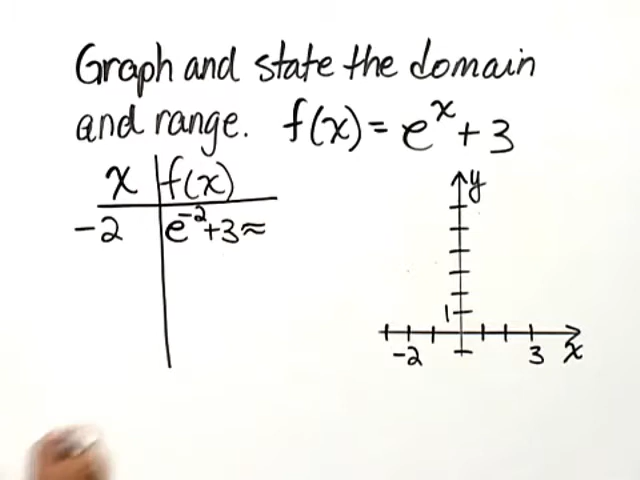 Graph and state the domain
and range. f(x) = e^x + 3
x f(x)
-2 e^-2 + 3 ≈
y
1
-2 3 x